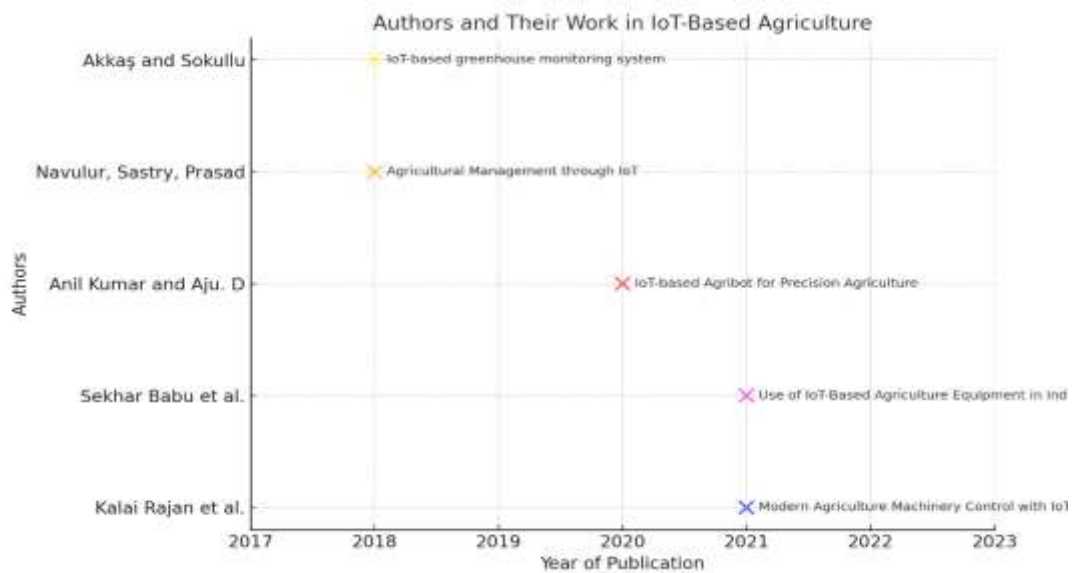 Authors and Their Work in IoT-Based Agriculture
Akkaş and Sokullu
IoT-based greenhouse monitoring system
Navulur, Sastry, Prasad
Agricultural Management through IoT
Anil Kumar and Aju. D
IoT-based Agribot for Precision Agriculture
Sekhar Babu et al.
Use of IoT-Based Agriculture Equipment in Ind
Kalai Rajan et al.
Modern Agriculture Machinery Control with IoT
Authors
2017 2018 2019 2020 2021 2022 2023
Year of Publication